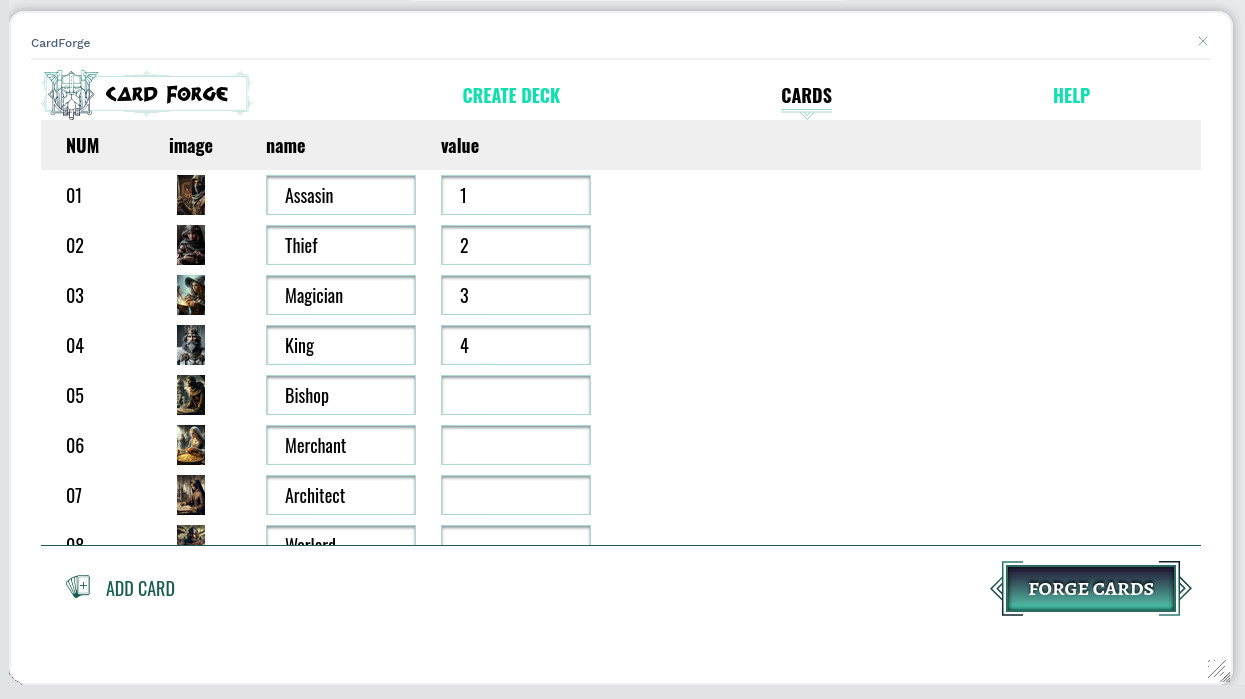 CardForge
CARD FORGE
CREATE DECK CARDS HELP
NUM image name value
01 Assasin 1
02 Thief 2
03 Magician 3
04 King 4
05 Bishop
06 Merchant
07 Architect
08 Warlord
ADD CARD
FORGE CARDS